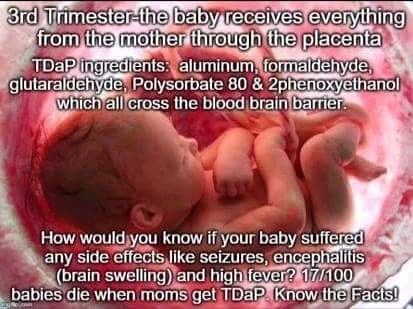 3rd Trimester-the baby receives everything
from the mother through the placenta
TDaP ingredients: aluminum, formaldehyde,
glutaraldehyde, Polysorbate 80 & 2phenoxyethanol
which all cross the blood brain barrier.
How would you know if your baby suffered
any side effects like seizures, encephalitis
(brain swelling) and high fever? 17/100
babies die when moms get TDaP. Know the Facts!
imgflip.com